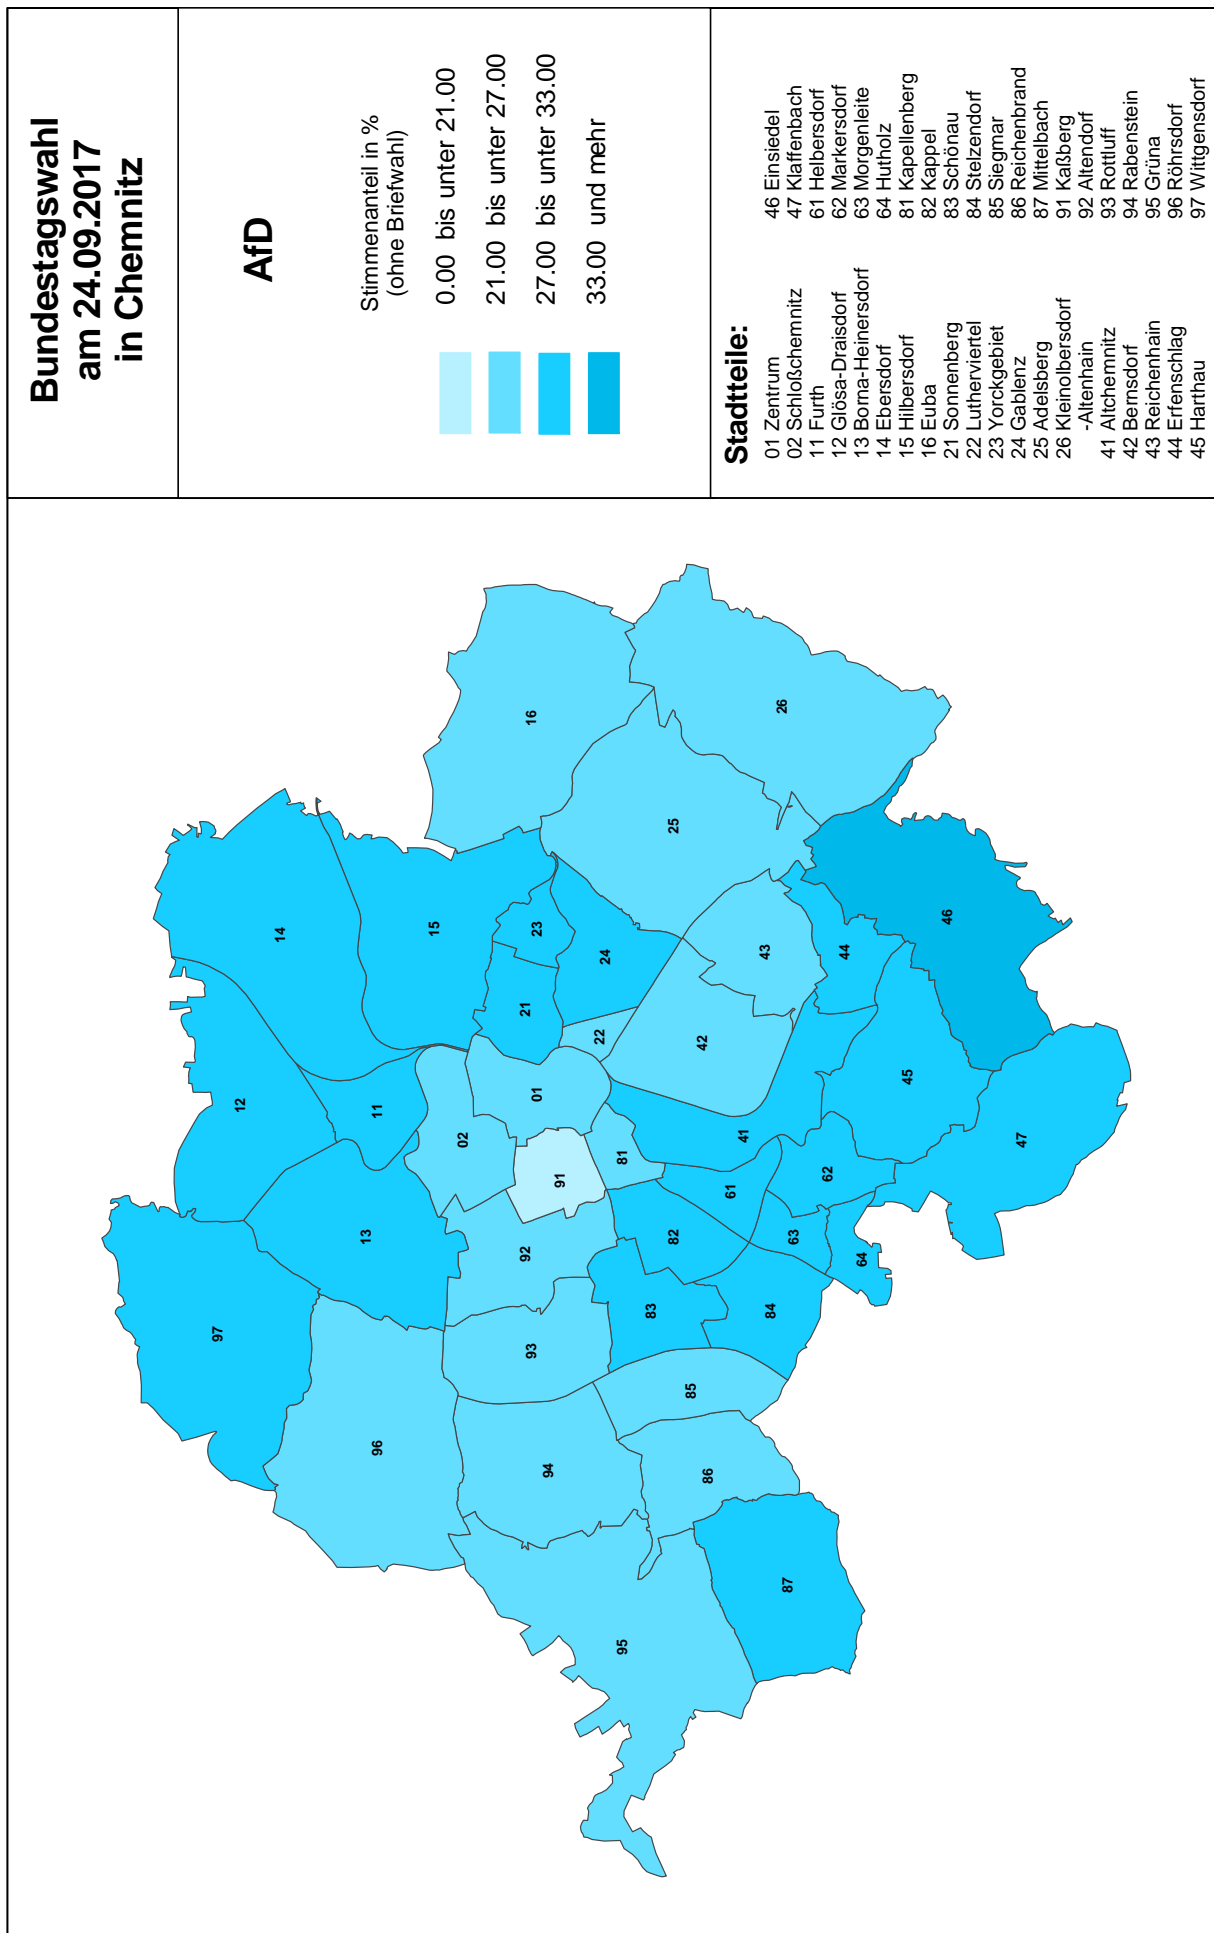 Bundestagswahl
am 24.09.2017
in Chemnitz
AfD
Stimmenanteil in %
(ohne Briefwahl)
0.00 bis unter 21.00
21.00 bis unter 27.00
27.00 bis unter 33.00
33.00 und mehr
Stadtteile:
01 Zentrum
02 Schloßchemnitz
11 Furth
12 Glösa-Draisdorf
13 Borna-Heinersdorf
14 Ebersdorf
15 Hilbersdorf
16 Euba
21 Sonnenberg
22 Lutherviertel
23 Yorckgebiet
24 Gablenz
25 Adelsberg
26 Kleinolbersdorf
-Altenhain
41 Altchemnitz
42 Bernsdorf
43 Reichenhain
44 Erfenschlag
45 Harthau
46 Einsiedel
47 Klaffenbach
61 Helbersdorf
62 Markersdorf
63 Morgenleite
64 Hutholz
81 Kapellenberg
82 Kappel
83 Schönau
84 Stelzendorf
85 Siegmar
86 Reichenbrand
87 Mittelbach
91 Kaßberg
92 Altendorf
93 Rottluff
94 Rabenstein
95 Grüna
96 Röhrsdorf
97 Wittgensdorf
97
12
14
13
11
96
15
02
01
21
23
16
92
91
93
94
22
24
81
95
83
82
25
85
61
42
86
41
43
84
63
26
87
62
44
64
45
46
47